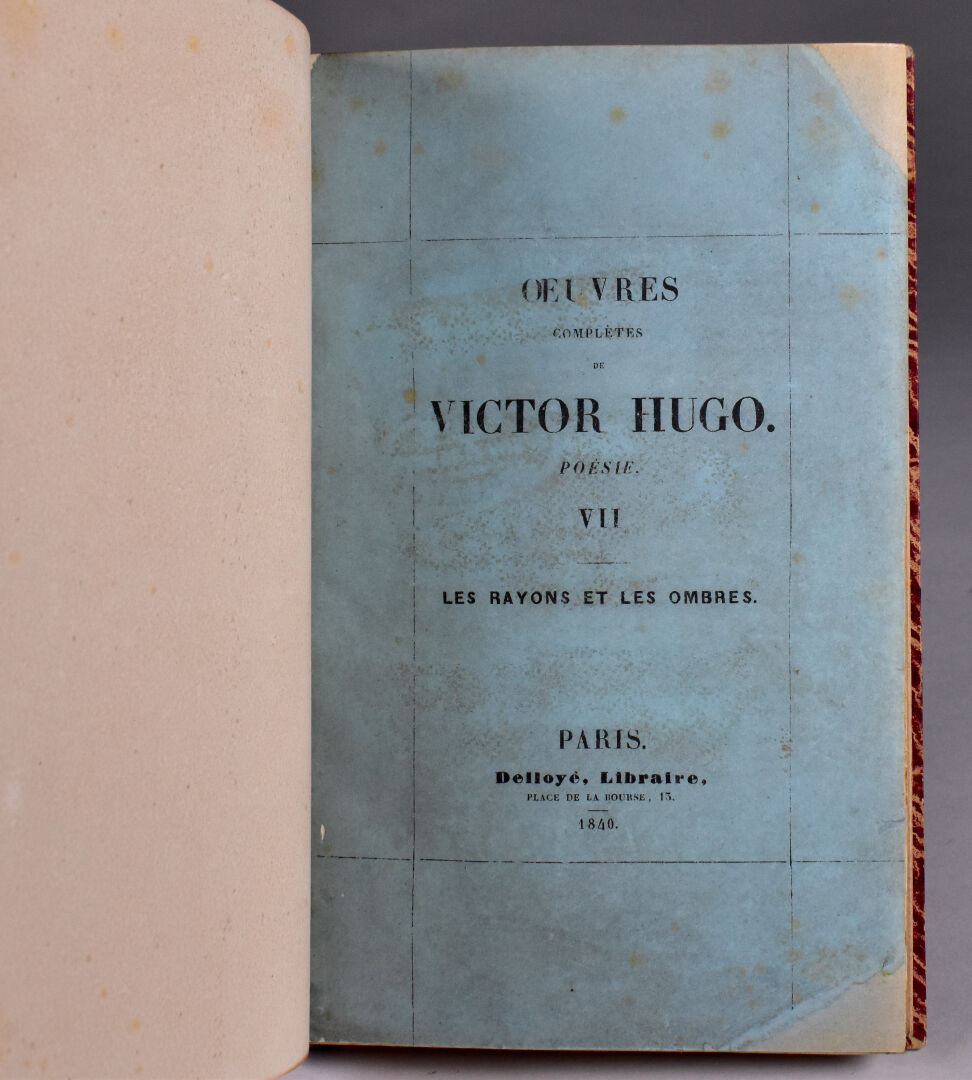 OEUVRES
COMPLÈTES
DE
VICTOR HUGO.
POÉSIE.
VII
LES RAYONS ET LES OMBRES.
PARIS.
Delloyé, Libraire,
PLACE DE LA BOURSE, 13.
1840.